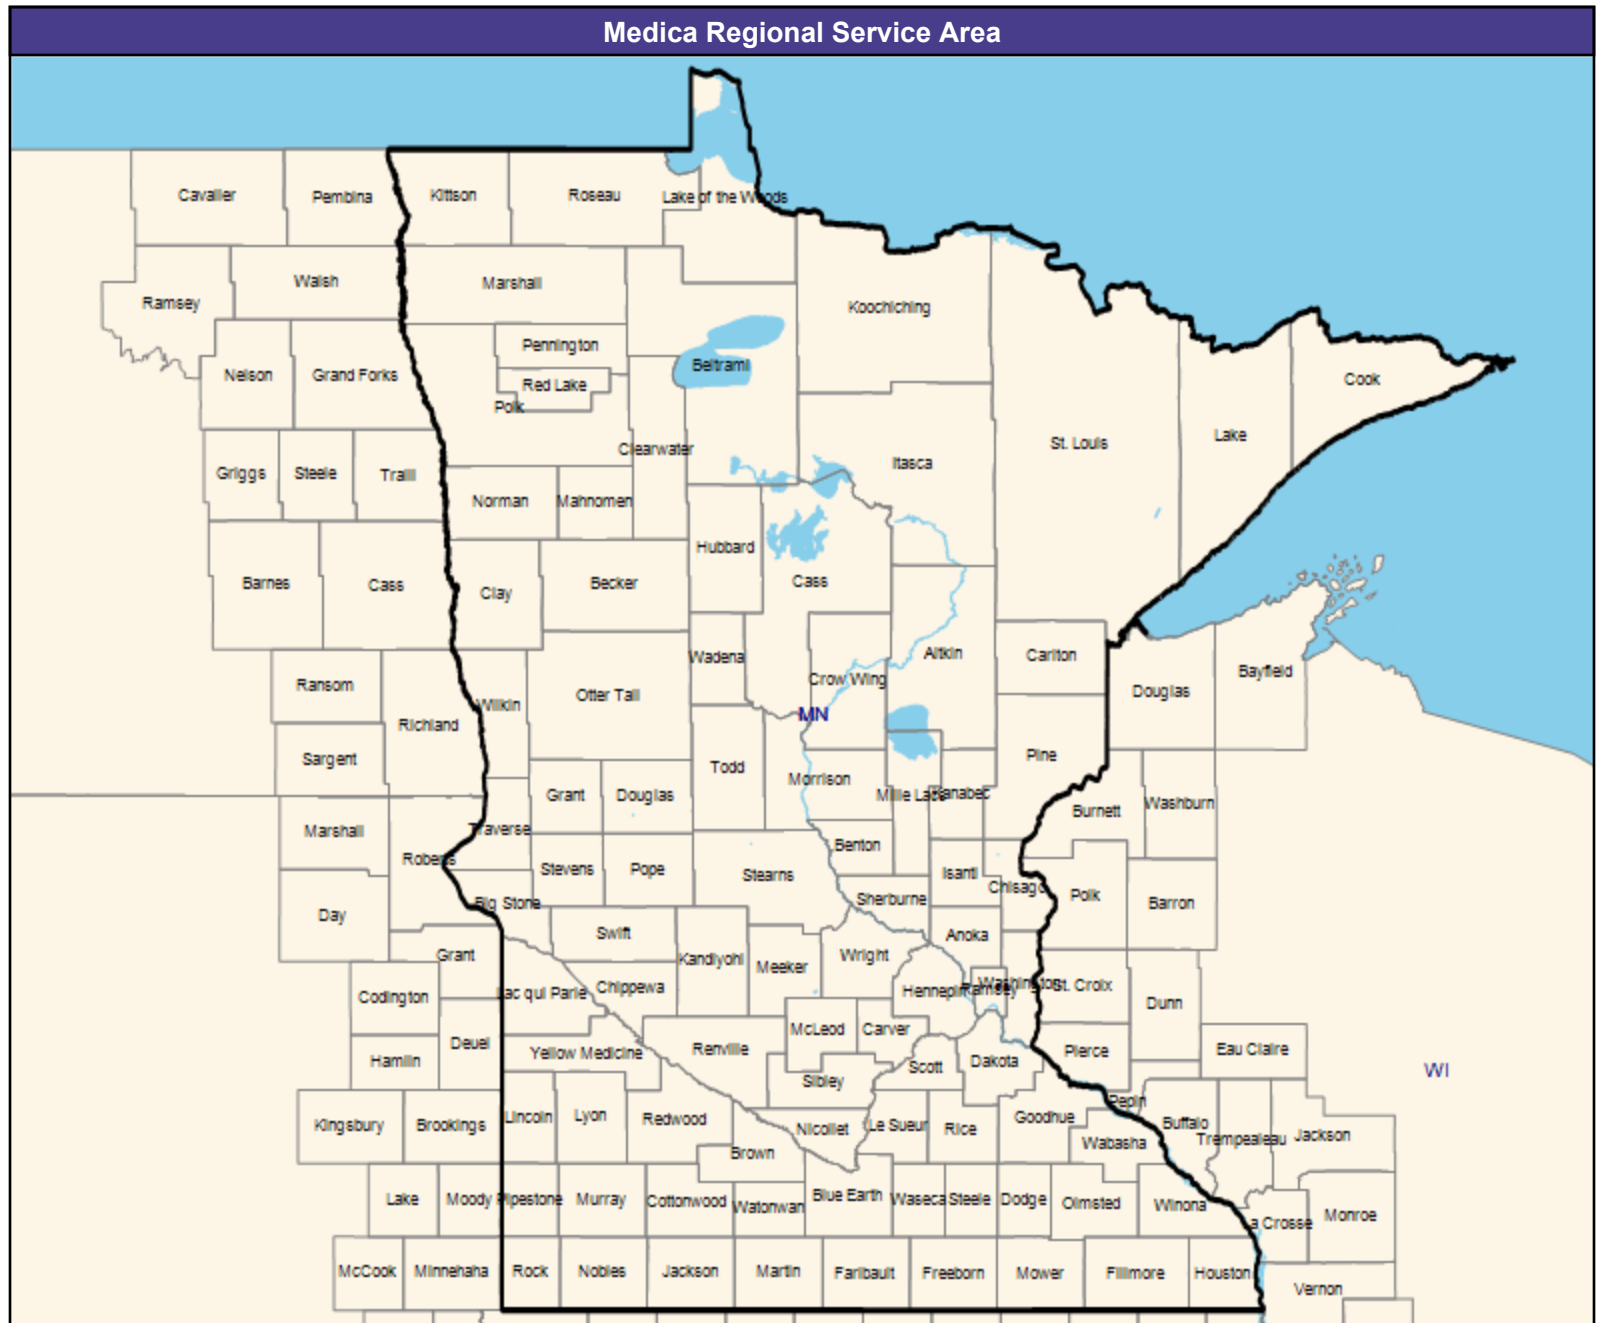 Medica Regional Service Area
Cavalier
Pembina
Kittson
Roseau
Lake of the Woods
Walsh
Marshall
Ramsey
Koochiching
Pennington
Beltrami
Nelson
Grand Forks
Red Lake
Cook
Polk
Lake
St. Louis
Clearwater
Itasca
Griggs
Steele
Traill
Norman
Mahnomen
Hubbard
Barnes
Cass
Clay
Becker
Cass
Wadena
Aitkin
Carlton
Bayfield
Ransom
Crow Wing
Douglas
Otter Tail
Wilkin
MN
Richland
Sargent
Pine
Todd
Morrison
Grant
Douglas
Mille Lacs
Kanabec
Washburn
Burnett
Marshall
Traverse
Benton
Roberts
Stevens
Pope
Stearns
Isanti
Chisago
Polk
Sherburne
Barron
Big Stone
Day
Swift
Anoka
Grant
Wright
Kandiyohi
Meeker
Washington
St. Croix
Codington
Lac qui Parle
Chippewa
Hennepin
Ramsey
Dunn
McLeod
Carver
Deuel
Renville
Yellow Medicine
Pierce
Eau Claire
Hamlin
Dakota
Scott
WI
Sibley
Pepin
Lincoln
Lyon
Redwood
Goodhue
Kingsbury
Brookings
Nicollet
Le Sueur
Rice
Buffalo
Jackson
Trempealeau
Wabasha
Brown
Lake
Moody
Pipestone
Murray
Cottonwood
Watonwan
Blue Earth
Waseca
Steele
Dodge
Olmsted
Winona
La Crosse
Monroe
McCook
Minnehaha
Rock
Nobles
Jackson
Martin
Faribault
Freeborn
Mower
Fillmore
Houston
Vernon